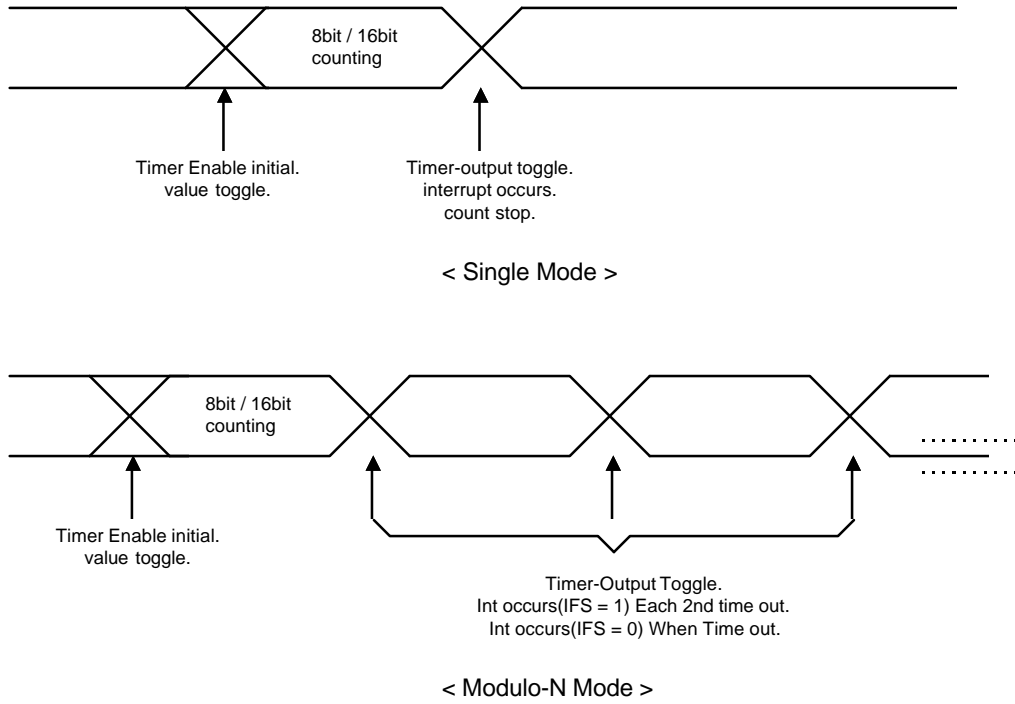 8bit / 16bit
counting
Timer Enable initial.
value toggle.
Timer-output toggle.
interrupt occurs.
count stop.
< Single Mode >
8bit / 16bit
counting
Timer Enable initial.
value toggle.
Timer-Output Toggle.
Int occurs(IFS = 1) Each 2nd time out.
Int occurs(IFS = 0) When Time out.
< Modulo-N Mode >